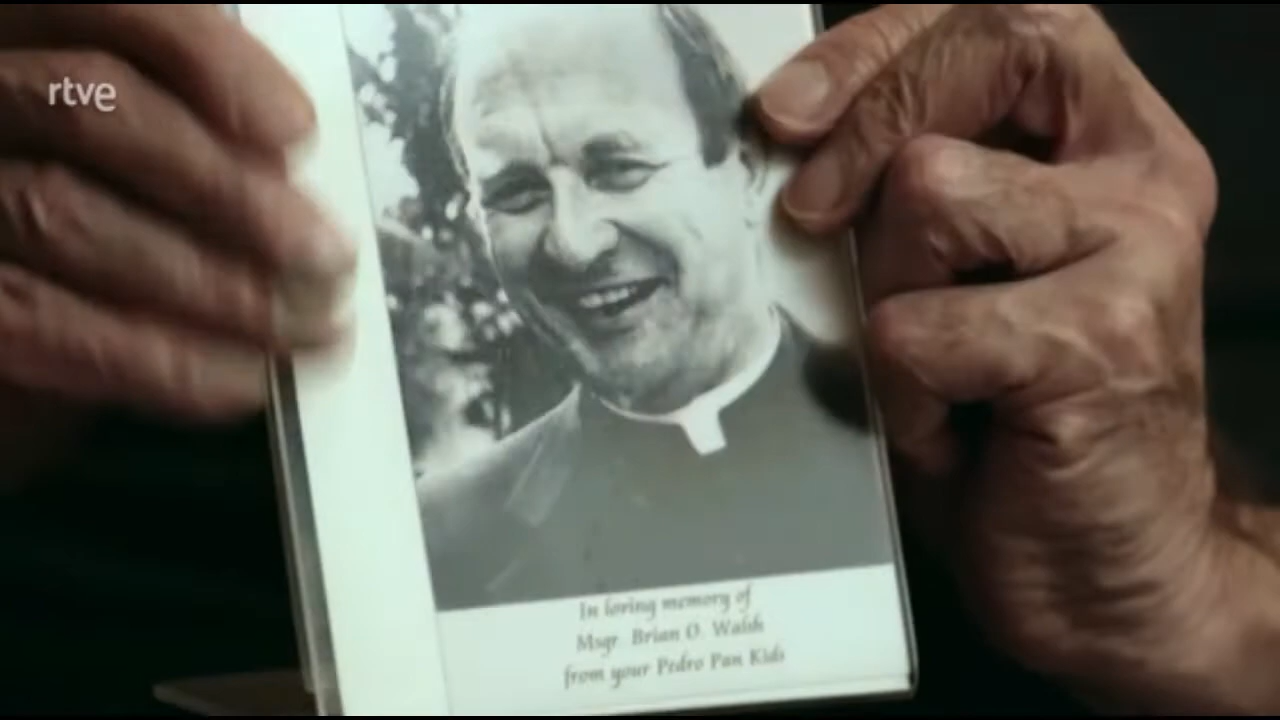 rtve
In loving memory of
Msgr. Brian O. Walsh
from your Pedro Pan Kids